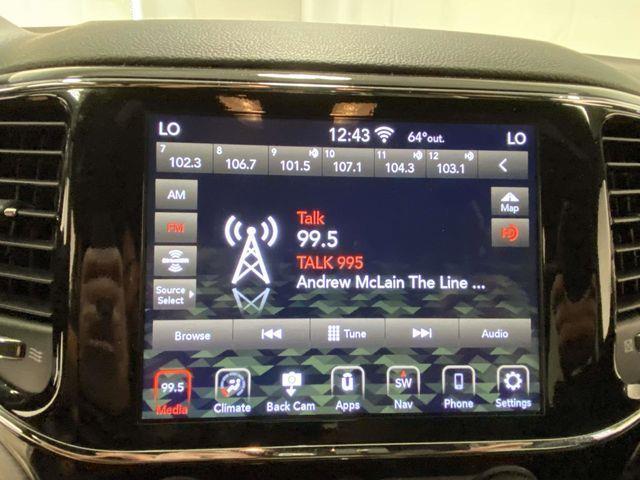 LO 12:43 64°out. LO
7 102.3 8 106.7 9 101.5 10 107.1 11 104.3 12 103.1
AM
Map
FM
Talk
99.5
TALK 995
Andrew McLain The Line ...
Source
Select
Browse Tune Audio
99.5 SW
Media Climate Back Cam Apps Nav Phone Settings